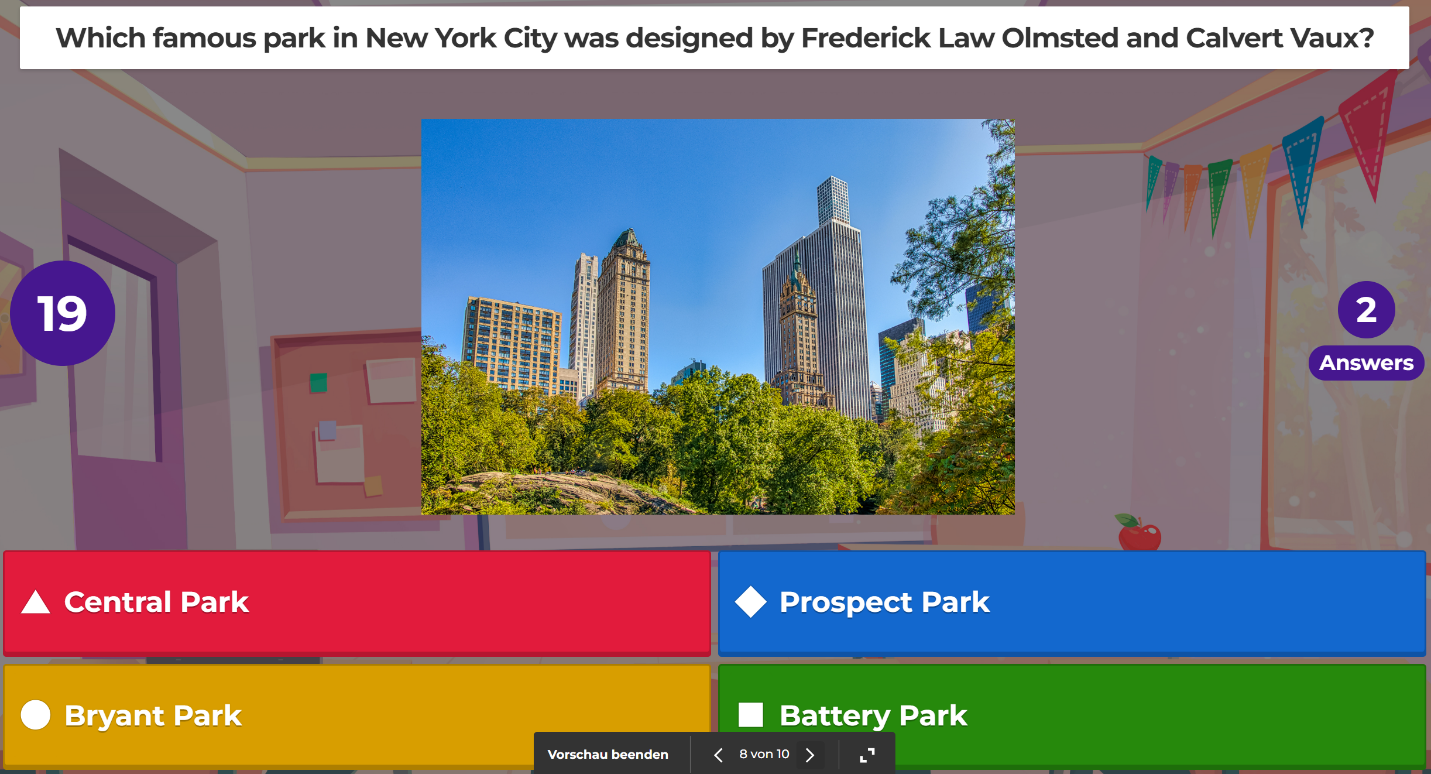 Which famous park in New York City was designed by Frederick Law Olmsted and Calvert Vaux?
19
2
Answers
Central Park
Prospect Park
Bryant Park
Battery Park
Vorschau beenden
8 von 10